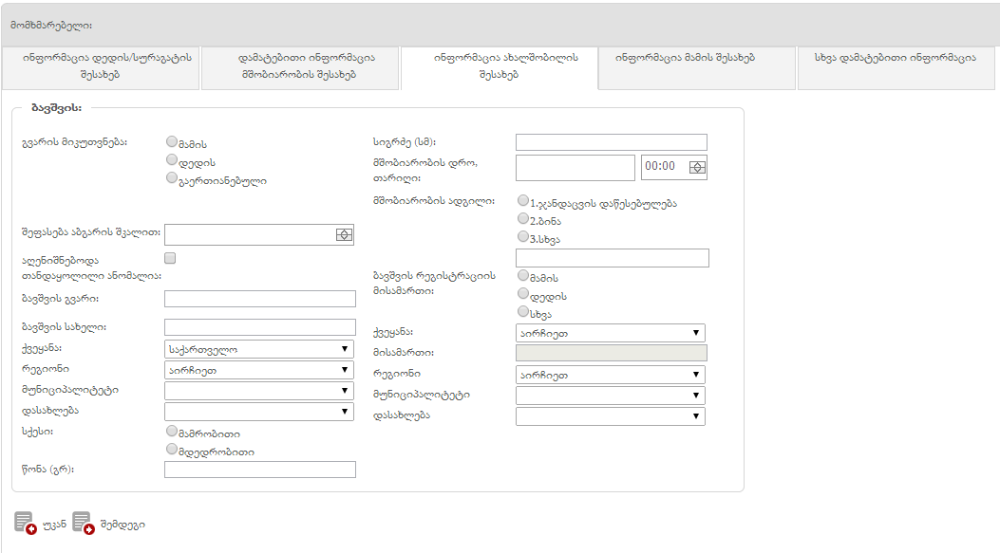 მომხმარებელი:
ინფორმაცია დედის/სურაგატის
შესახებ
დამატებითი ინფორმაცია
მშობიარობის შესახებ
ინფორმაცია ახალშობილის
შესახებ
ინფორმაცია მამის შესახებ
სხვა დამატებითი ინფორმაცია
ბავშვის:
გვარის მიკუთვნება:
მამის
დედის
გაერთიანებული
შეფასება აბგარის შკალით:
აღენიშნებოდა
თანდაყოლილი ანომალია:
ბავშვის გვარი:
ბავშვის სახელი:
ქვეყანა: საქართველო
რეგიონი აირჩიეთ
მუნიციპალიტეტი
დასახლება
სქესი:
მამრობითი
მდედრობითი
წონა (გრ):
სიგრძე (სმ):
მშობიარობის დრო,
თარიღი:
00:00
მშობიარობის ადგილი:
1.ჯანდაცვის დაწესებულება
2.ბინა
3.სხვა
ბავშვის რეგისტრაციის
მისამართი:
მამის
დედის
სხვა
ქვეყანა: აირჩიეთ
მისამართი:
რეგიონი აირჩიეთ
მუნიციპალიტეტი
დასახლება
უკან შემდეგი